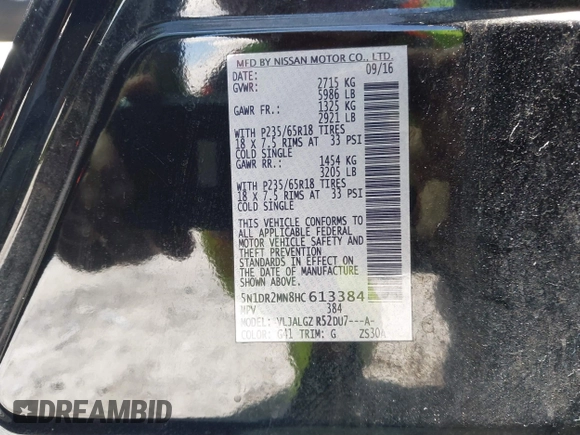 MFD BY NISSAN MOTOR CO., LTD.
DATE: 09/16
GVWR: 2715 KG
5986 LB
GAWR FR.: 1325 KG
2921 LB
WITH P235/65R18 TIRES
18 X 7.5 RIMS AT 33 PSI
COLD SINGLE
GAWR RR.: 1454 KG
3205 LB
WITH P235/65R18 TIRES
18 X 7.5 RIMS AT 33 PSI
COLD SINGLE
THIS VEHICLE CONFORMS TO
ALL APPLICABLE FEDERAL
MOTOR VEHICLE SAFETY AND
THEFT PREVENTION
STANDARDS IN EFFECT ON
THE DATE OF MANUFACTURE
SHOWN ABOVE.
5N1DR2MN8HC613384
MPV 384
MODEL: VLJALGZ R52DU7---A-
COLOR: G41 TRIM: G ZS30A
DREAMBID